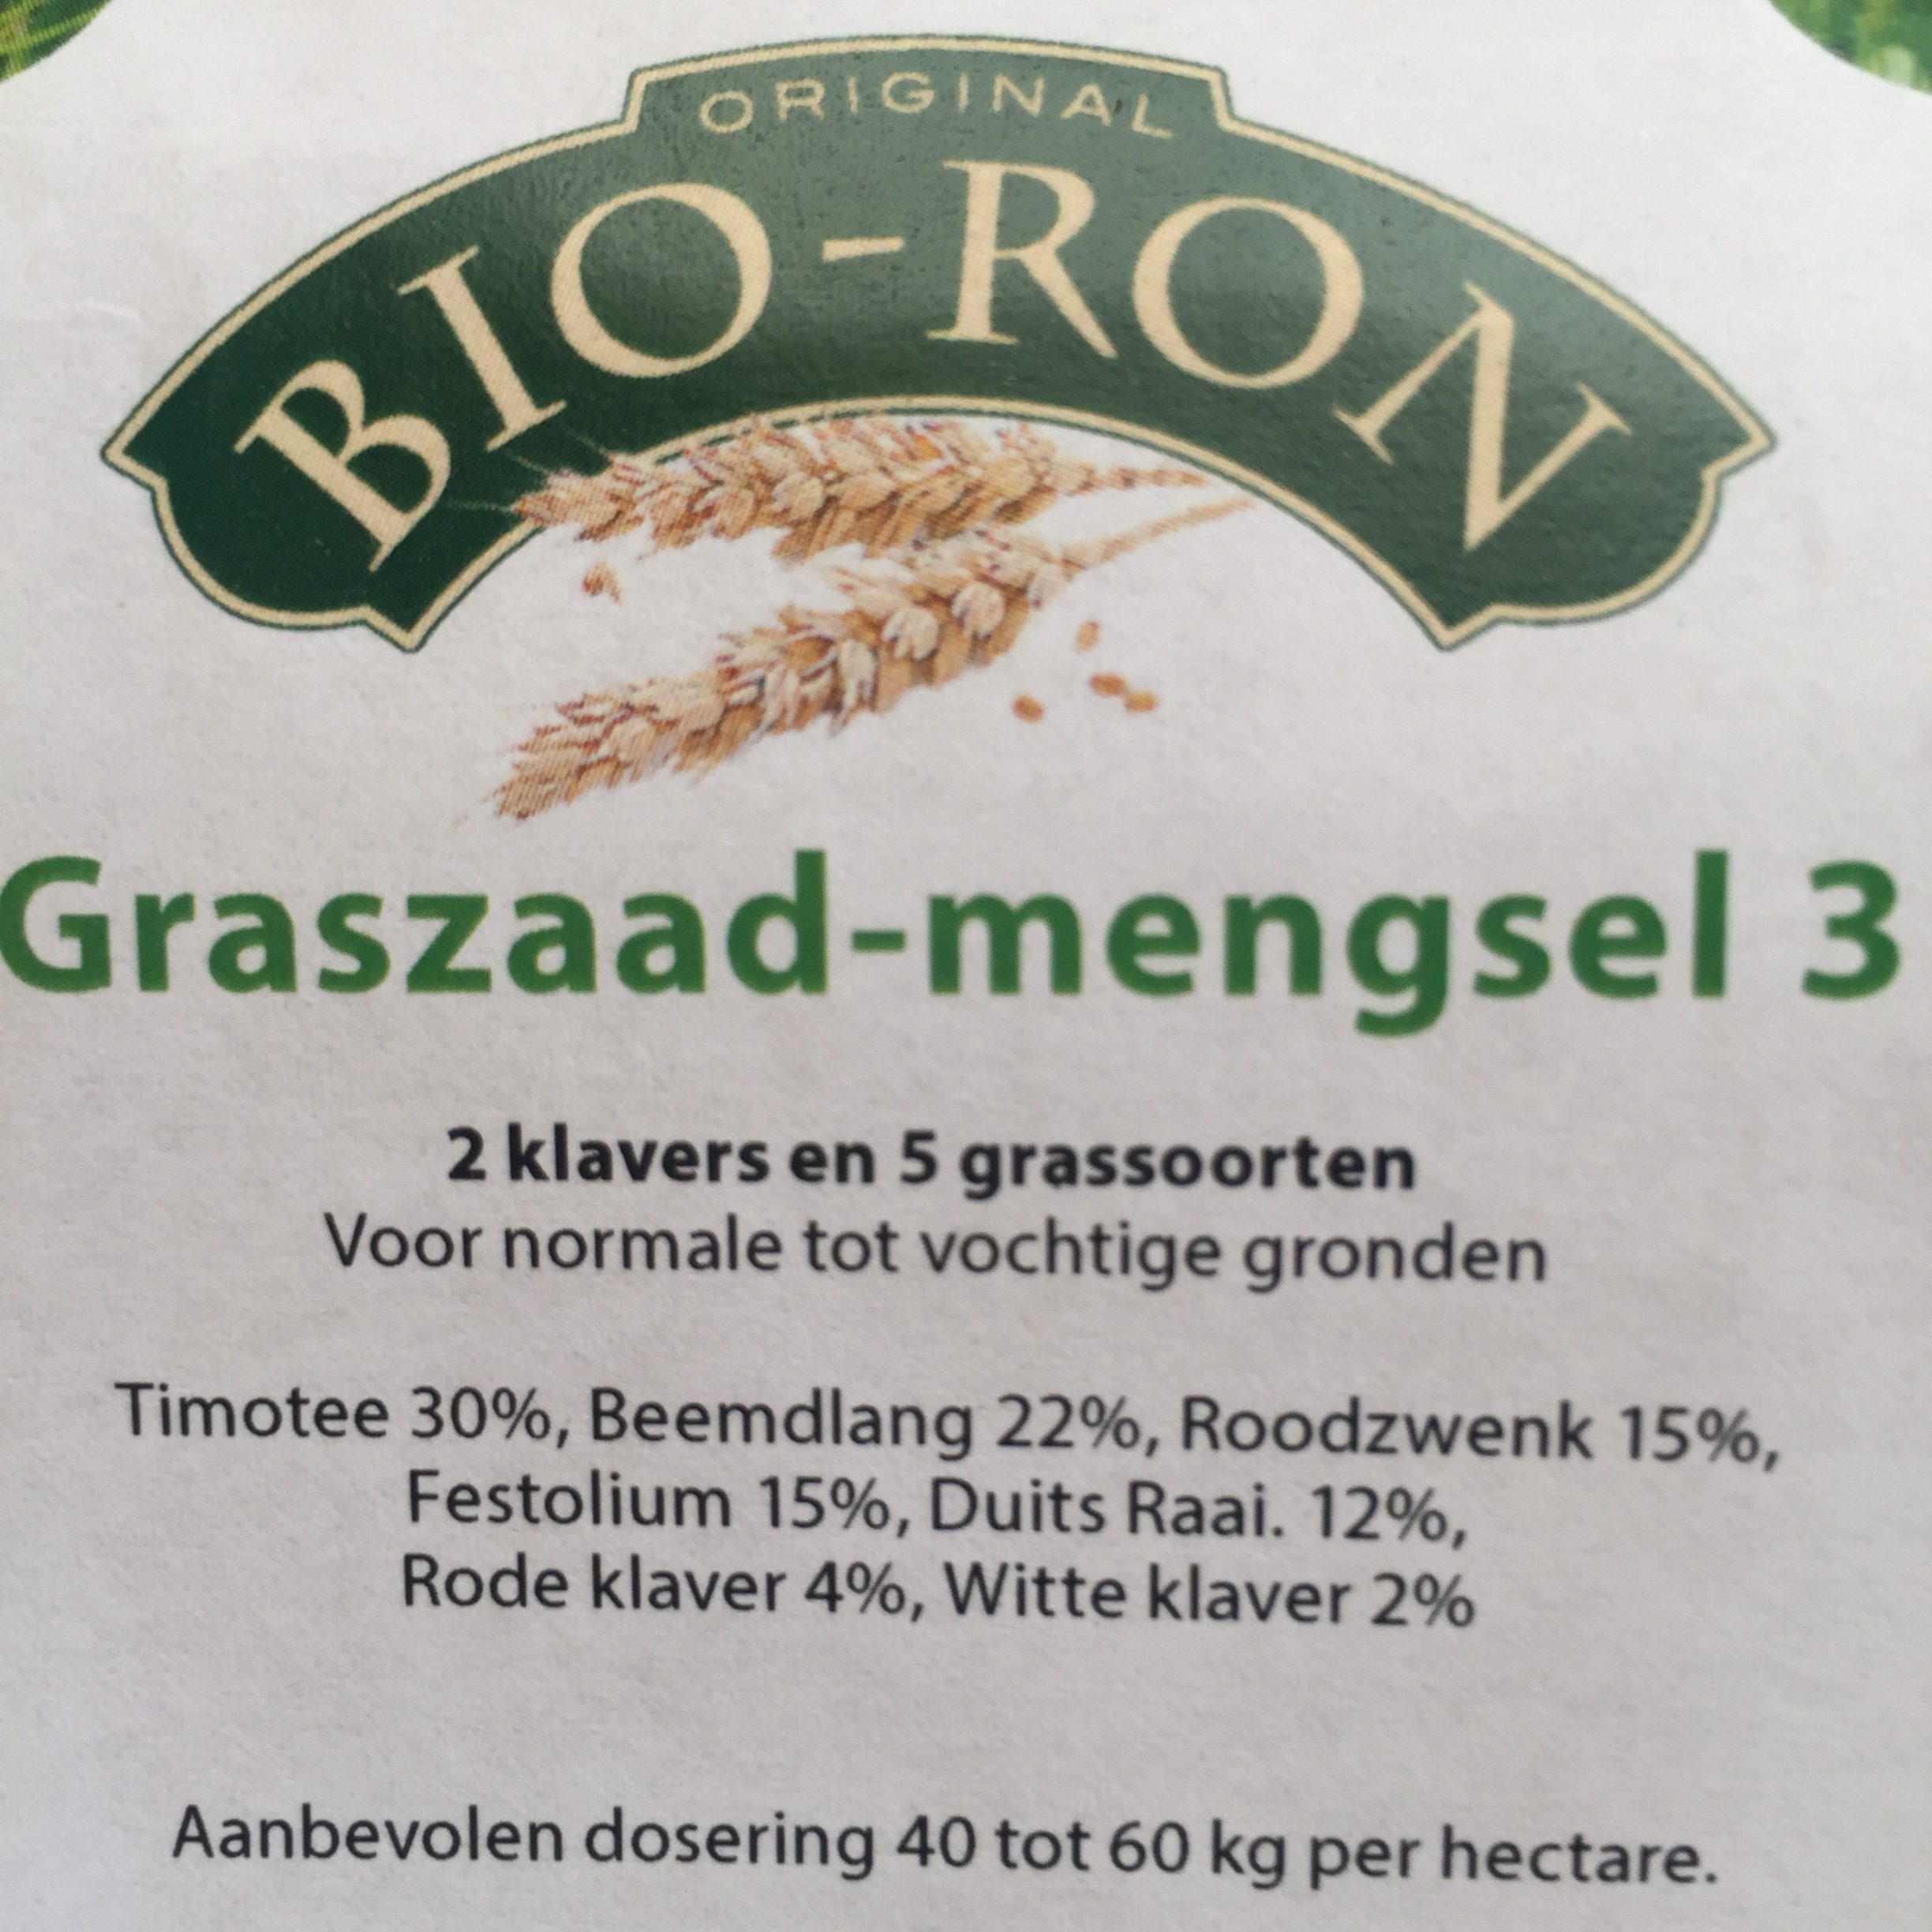 ORIGINAL
BIO-RON
Graszaad-mengsel 3
2 klavers en 5 grassoorten
Voor normale tot vochtige gronden
Timotee 30%, Beemdlang 22%, Roodzwenk 15%,
Festolium 15%, Duits Raai. 12%,
Rode klaver 4%, Witte klaver 2%
Aanbevolen dosering 40 tot 60 kg per hectare.